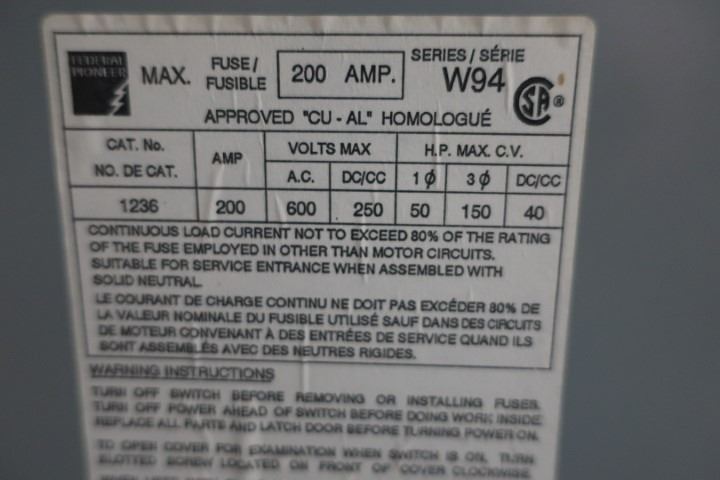 FEDERAL
PIONEER
MAX. FUSE / FUSIBLE 200 AMP. SERIES / SÉRIE W94
SA ®
APPROVED "CU - AL" HOMOLOGUÉ
CAT. No. NO. DE CAT. AMP VOLTS MAX H.P. MAX. C.V.
A.C. DC/CC 1 Ø 3 Ø DC/CC
1236 200 600 250 50 150 40
CONTINUOUS LOAD CURRENT NOT TO EXCEED 80% OF THE RATING
OF THE FUSE EMPLOYED IN OTHER THAN MOTOR CIRCUITS.
SUITABLE FOR SERVICE ENTRANCE WHEN ASSEMBLED WITH
SOLID NEUTRAL.
LE COURANT DE CHARGE CONTINU NE DOIT PAS EXCÉDER 80% DE
LA VALEUR NOMINALE DU FUSIBLE UTILISÉ SAUF DANS DES CIRCUITS
DE MOTEUR CONVENANT À DES ENTRÉES DE SERVICE QUAND ILS
SONT ASSEMBLÉS AVEC DES NEUTRES RIGIDES.
WARNING INSTRUCTIONS
TURN OFF SWITCH BEFORE REMOVING OR INSTALLING FUSES.
TURN OFF POWER AHEAD OF SWITCH BEFORE DOING WORK INSIDE
REPLACE ALL PARTS AND LATCH DOOR BEFORE TURNING POWER ON.
TO OPEN COVER FOR EXAMINATION WHEN SWITCH IS ON, TURN
SLOTTED SCREW LOCATED ON FRONT OF COVER CLOCKWISE.